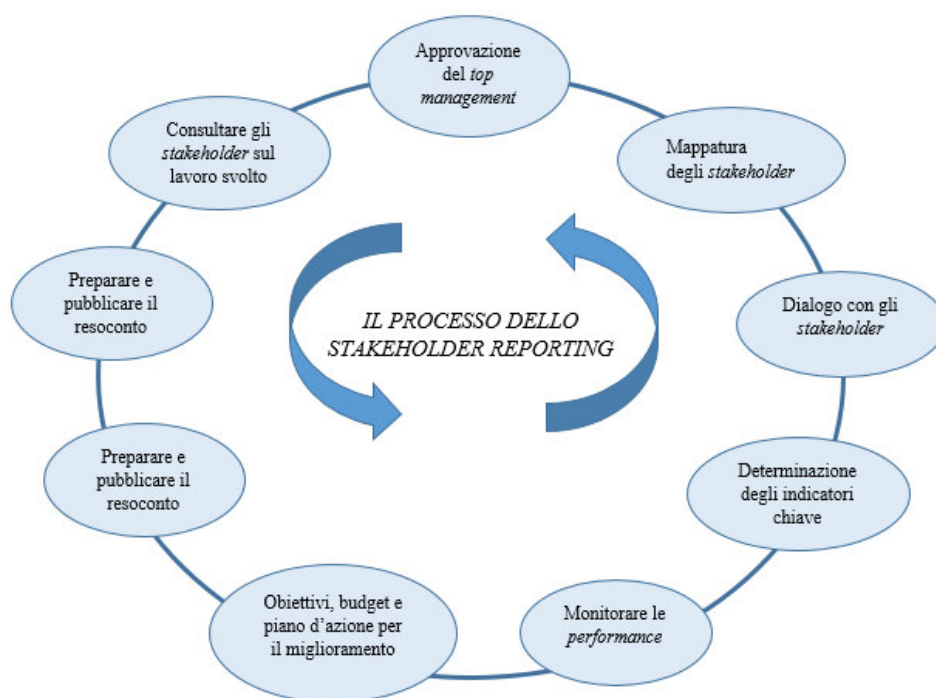 Approvazione
del top
management
Mappatura
degli stakeholder
Dialogo con gli
stakeholder
Determinazione
degli indicatori
chiave
Monitorare le
performance
Obiettivi, budget e
piano d’azione per
il miglioramento
Preparare e
pubblicare il
resoconto
Preparare e
pubblicare il
resoconto
Consultare gli
stakeholder sul
lavoro svolto
IL PROCESSO DELLO
STAKEHOLDER REPORTING